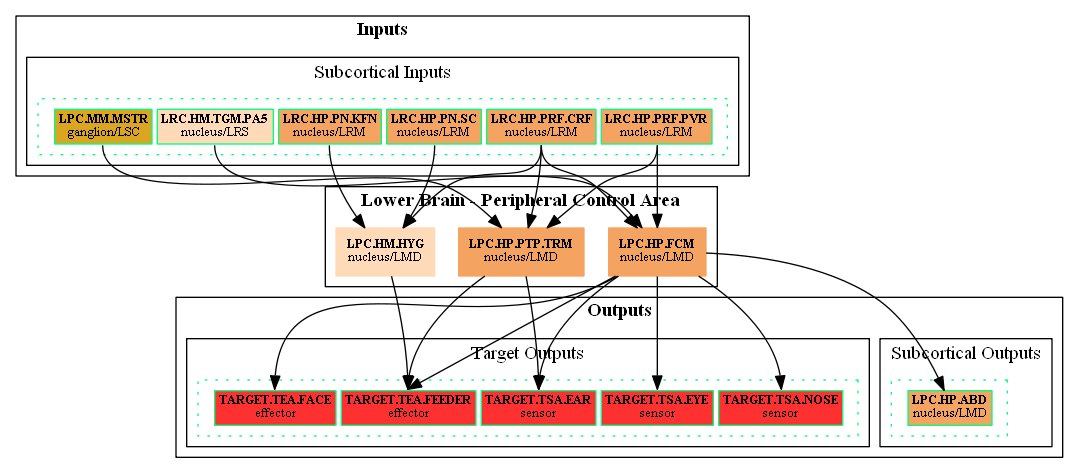 Inputs
Subcortical Inputs
LPC.MM.MSTR
ganglion/LSC
LRC.HM.TGM.PA5
nucleus/LRS
LRC.HP.PN.KFN
nucleus/LRM
LRC.HP.PN.SC
nucleus/LRM
LRC.HP.PRF.CRF
nucleus/LRM
LRC.HP.PRF.PVR
nucleus/LRM
Lower Brain - Peripheral Control Area
LPC.HM.HYG
nucleus/LMD
LPC.HP.PTP.TRM
nucleus/LMD
LPC.HP.FCM
nucleus/LMD
Outputs
Target Outputs
TARGET.TEA.FACE
effector
TARGET.TEA.FEEDER
effector
TARGET.TSA.EAR
sensor
TARGET.TSA.EYE
sensor
TARGET.TSA.NOSE
sensor
Subcortical Outputs
LPC.HP.ABD
nucleus/LMD